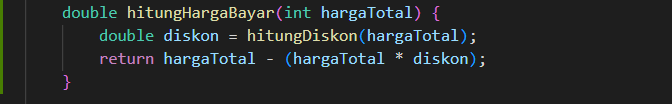 double hitungHargaBayar(int hargaTotal) {
    double diskon = hitungDiskon(hargaTotal);
    return hargaTotal - (hargaTotal * diskon);
}